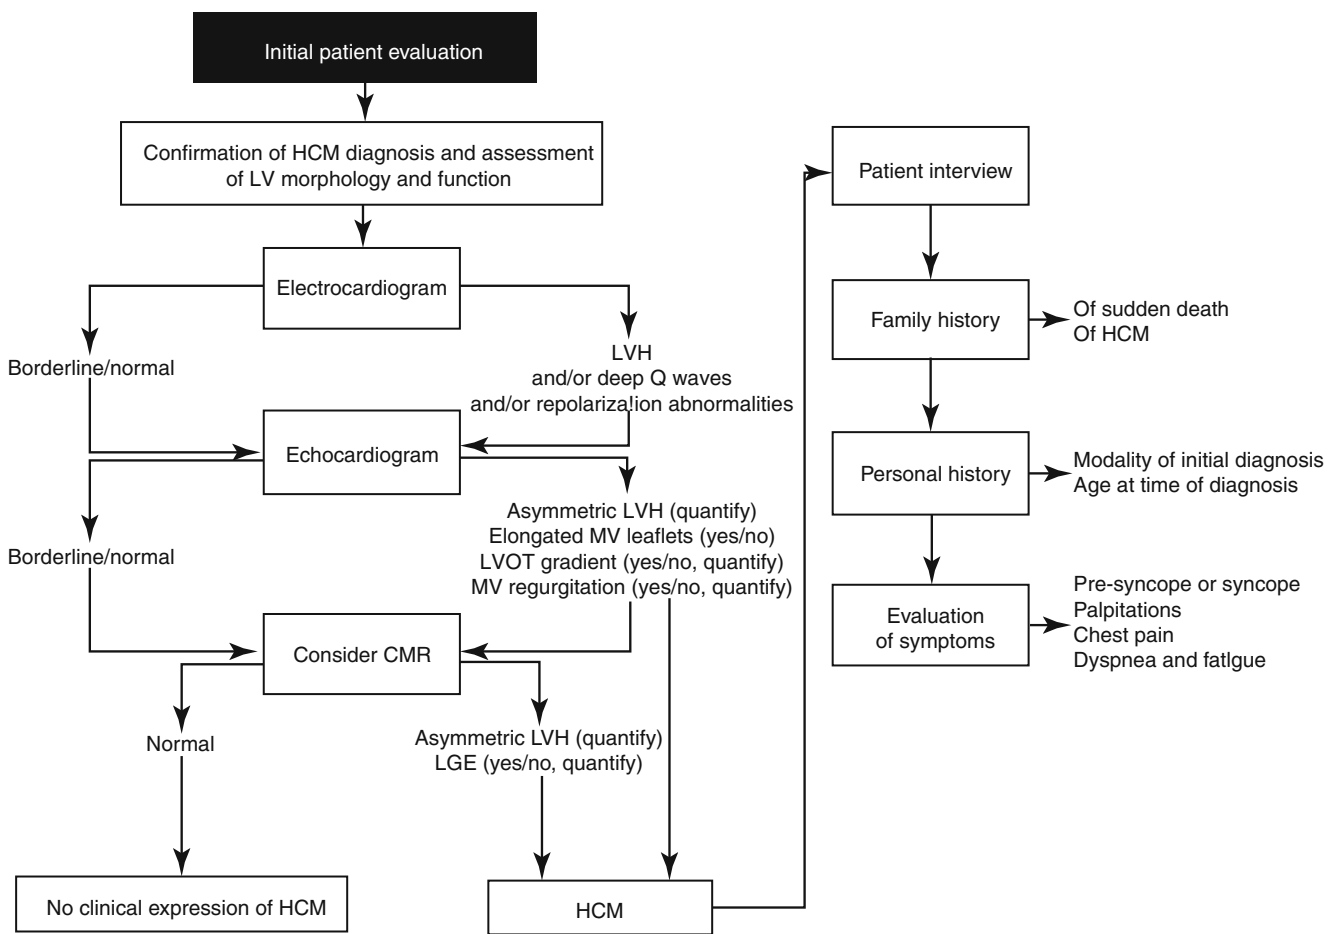 Initial patient evaluation
Confirmation of HCM diagnosis and assessment
of LV morphology and function
Electrocardiogram
Borderline/normal
LVH
and/or deep Q waves
and/or repolarization abnormalities
Echocardiogram
Borderline/normal
Asymmetric LVH (quantify)
Elongated MV leaflets (yes/no)
LVOT gradient (yes/no, quantify)
MV regurgitation (yes/no, quantify)
Consider CMR
Normal
Asymmetric LVH (quantify)
LGE (yes/no, quantify)
No clinical expression of HCM
HCM
Patient interview
Family history
Of sudden death
Of HCM
Personal history
Modality of initial diagnosis
Age at time of diagnosis
Evaluation
of symptoms
Pre-syncope or syncope
Palpitations
Chest pain
Dyspnea and fatlgue